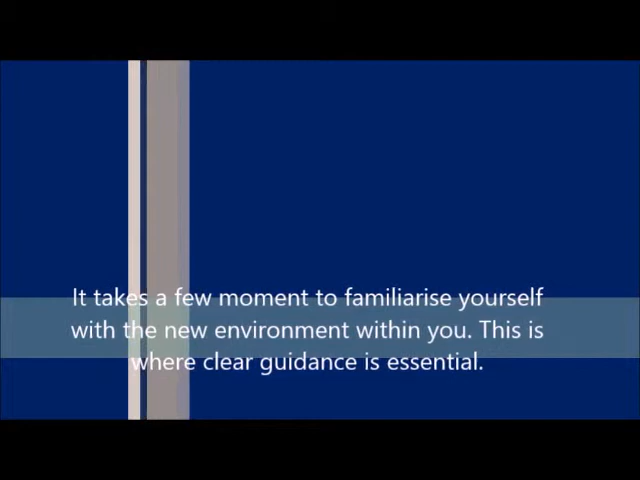 It takes a few moment to familiarise yourself
with the new environment within you. This is
where clear guidance is essential.